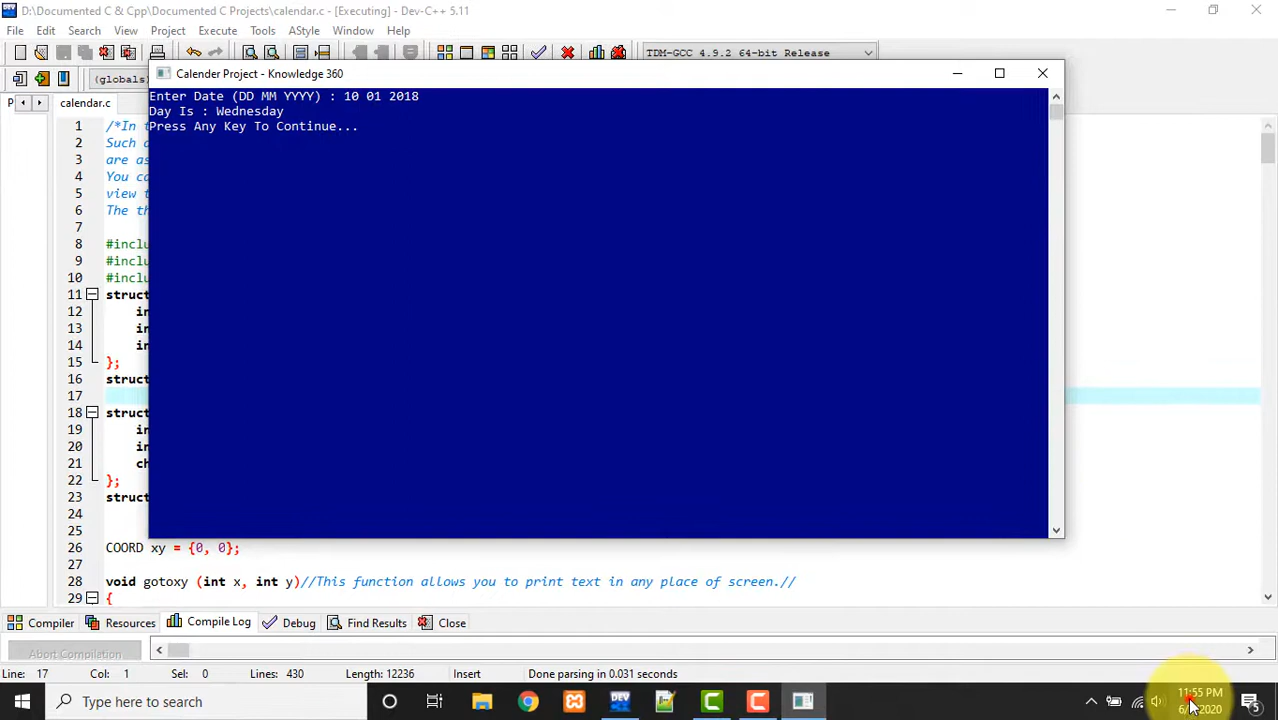 D:\Documented C & Cpp\Documented C Projects\calendar.c - [Executing] - Dev-C++ 5.11
File Edit Search View Project Execute Tools AStyle Window Help
TDM-GCC 4.9.2 64-bit Release
(globals)
Calender Project - Knowledge 360
Enter Date (DD MM YYYY) : 10 01 2018
Day Is : Wednesday
Press Any Key To Continue...
P calendar.c
1 /*In t
2 Such
3 are as
4 You ca
5 view t
6 The th
7
8 #inclu
9 #inclu
10 #inclu
11 struct
12 in
13 in
14 in
15 };
16 struct
17
18 struct
19 in
20 in
21 ch
22 };
23 struct
24
25
26 COORD xy = {0, 0};
27
28 void gotoxy (int x, int y)//This function allows you to print text in any place of screen.//
29 {
Compiler Resources Compile Log Debug Find Results Close
Abort Compilation
Line: 17 Col: 1 Sel: 0 Lines: 430 Length: 12236 Insert Done parsing in 0.031 seconds
Type here to search
DEV
11:55 PM
2020
5